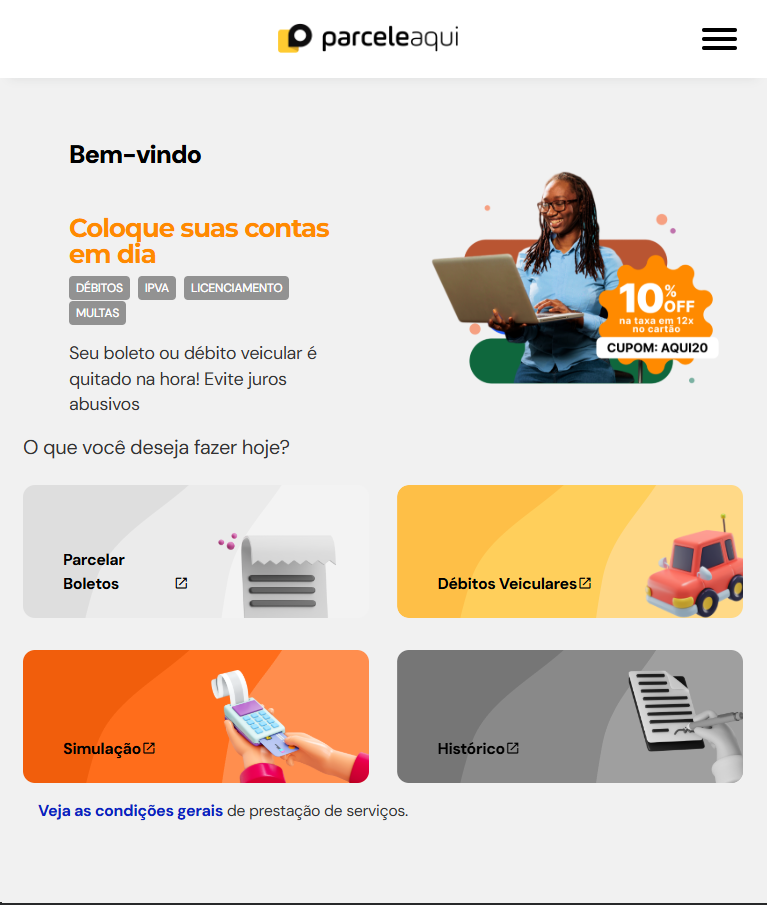 parceleaqui
Bem-vindo
Coloque suas contas
em dia
DÉBITOS IPVA LICENCIAMENTO
MULTAS
Seu boleto ou débito veicular é
quitado na hora! Evite juros
abusivos
10% OFF
na taxa em 12x
no cartão
CUPOM: AQUI20
O que você deseja fazer hoje?
Parcelar
Boletos
Débitos Veiculares
Simulação
Histórico
Veja as condições gerais de prestação de serviços.